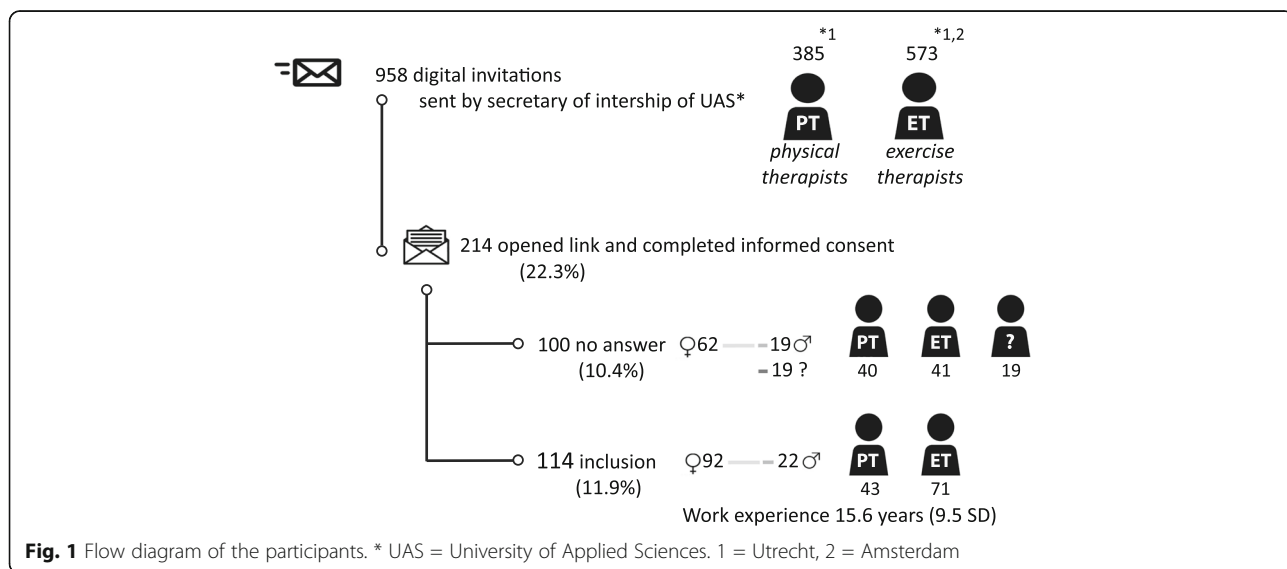 *1
*1,2
385
573
958 digital invitations
sent by secretary of intership of UAS*
PT
ET
physical
therapists
exercise
therapists
214 opened link and completed informed consent
(22.3%)
100 no answer ♀62 19♂
(10.4%) 19 ?
PT
ET
?
40
41
19
114 inclusion ♀92 22♂
(11.9%)
PT
ET
43
71
Work experience 15.6 years (9.5 SD)
Fig. 1 Flow diagram of the participants. * UAS = University of Applied Sciences. 1 = Utrecht, 2 = Amsterdam